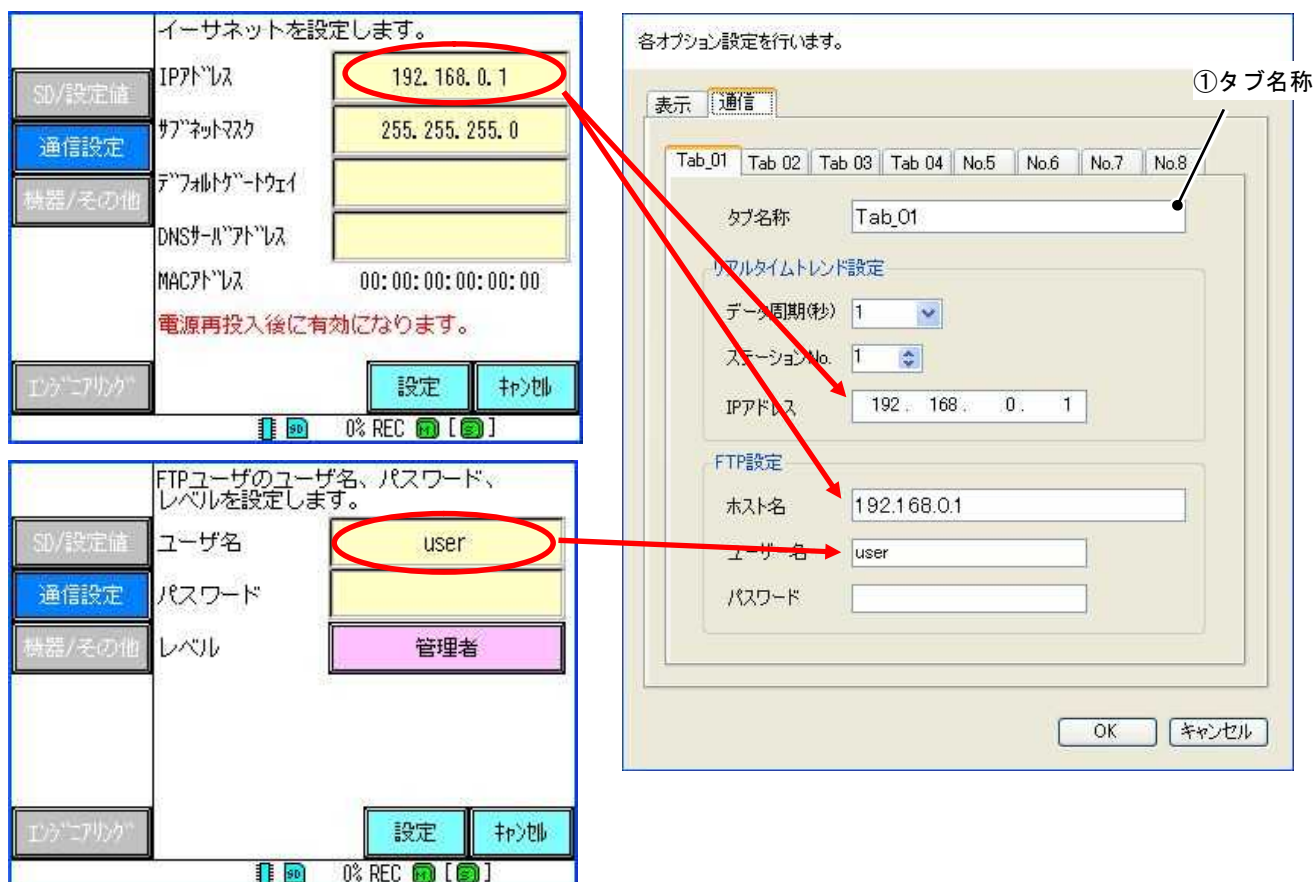 イーサネットを設定します。
SD/設定値
通信設定
機器/その他
エンジニアリング
IPアドレス
192.168.0.1
サブネットマスク
255.255.255.0
デフォルトゲートウェイ
DNSサーバアドレス
MACアドレス
00:00:00:00:00:00
電源再投入後に有効になります。
設定
キャンセル
SD
0% REC [M] [S]
FTPユーザのユーザ名、パスワード、
レベルを設定します。
SD/設定値
通信設定
機器/その他
エンジニアリング
ユーザ名
user
パスワード
レベル
管理者
設定
キャンセル
SD
0% REC [M] [S]
各オプション設定を行います。
①タブ名称
表示 通信
Tab_01 Tab 02 Tab 03 Tab 04 No.5 No.6 No.7 No.8
タブ名称 Tab_01
リアルタイムトレンド設定
データ周期(秒) 1
ステーションNo. 1
IPアドレス 192. 168. 0. 1
FTP設定
ホスト名 192.168.0.1
ユーザー名 user
パスワード
OK キャンセル